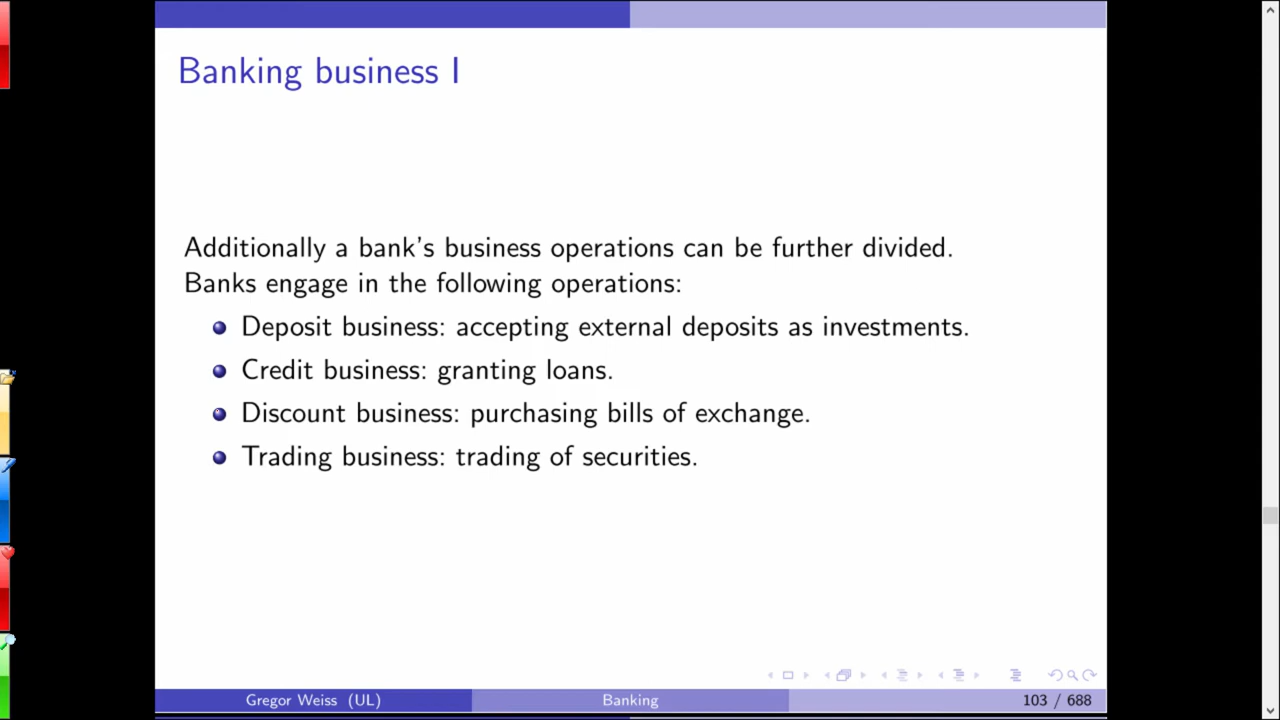 Banking business I
Additionally a bank's business operations can be further divided.
Banks engage in the following operations:
Deposit business: accepting external deposits as investments.
Credit business: granting loans.
Discount business: purchasing bills of exchange.
Trading business: trading of securities.
Gregor Weiss (UL)
Banking
103 / 688